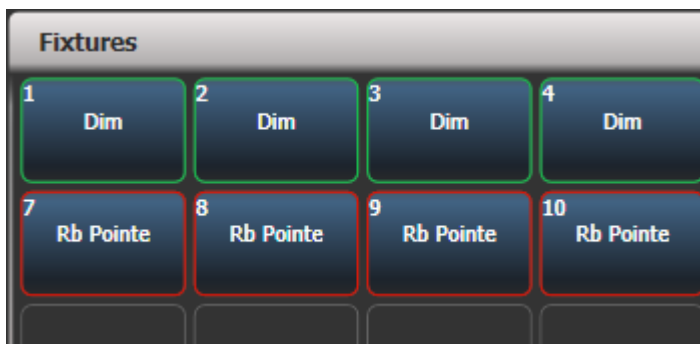 Fixtures
1 2 3 4
Dim Dim Dim Dim
7 8 9 10
Rb Pointe Rb Pointe Rb Pointe Rb Pointe